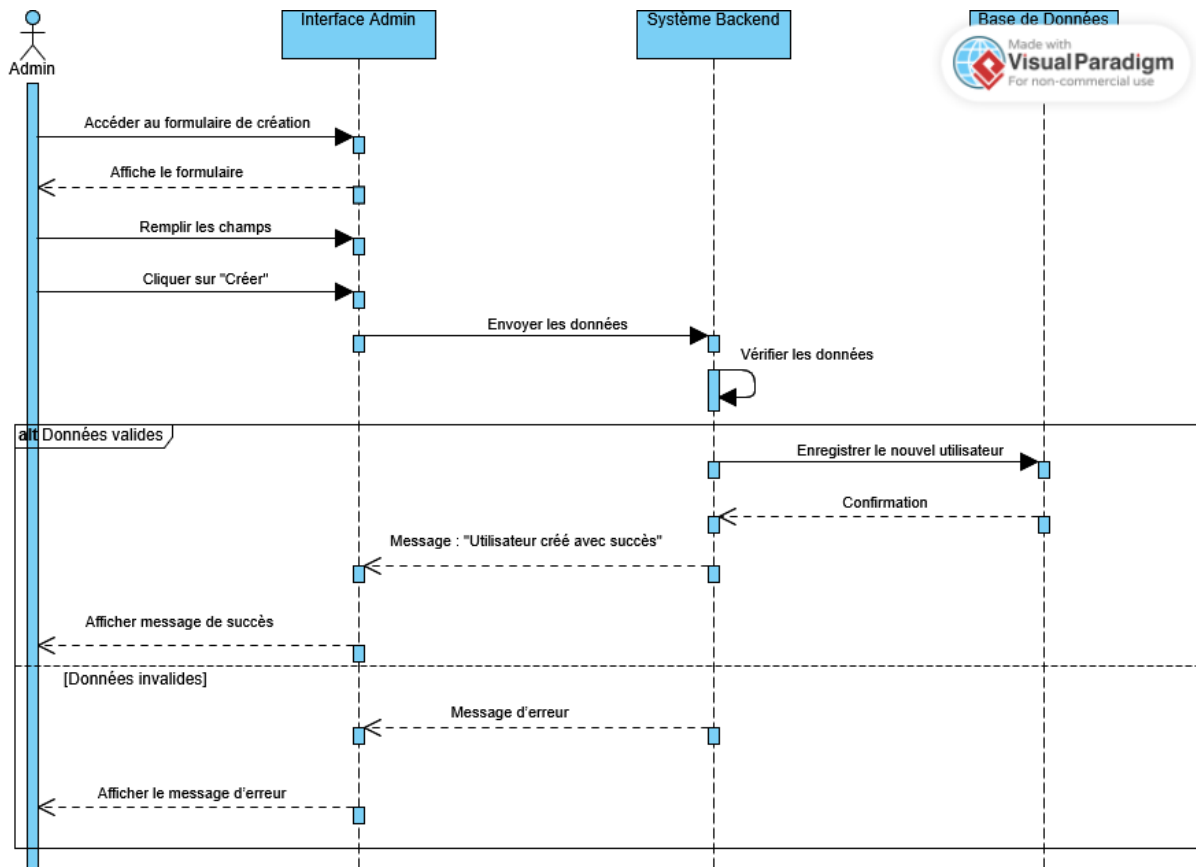 Interface Admin
Système Backend
Base de Données
Made with
Visual Paradigm
For non-commercial use
Admin
Accéder au formulaire de création
Affiche le formulaire
Remplir les champs
Cliquer sur "Créer"
Envoyer les données
Vérifier les données
alt Données valides
Enregistrer le nouvel utilisateur
Confirmation
Message : "Utilisateur créé avec succès"
Afficher message de succès
[Données invalides]
Message d'erreur
Afficher le message d'erreur